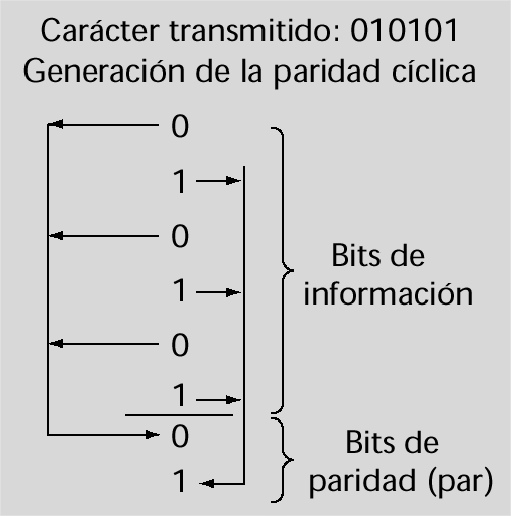 Carácter transmitido: 010101
Generación de la paridad cíclica
0
1
0
1
0
1
Bits de
información
0
1
Bits de
paridad (par)